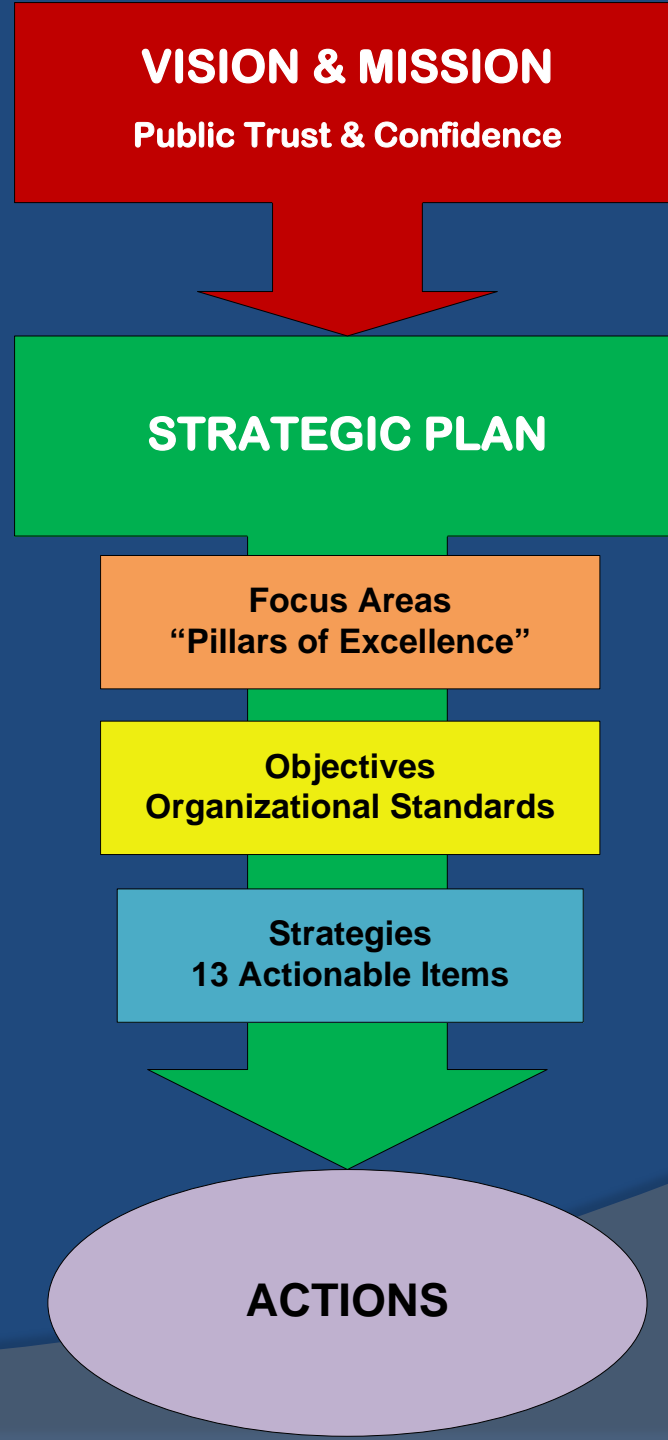 VISION & MISSION
Public Trust & Confidence
STRATEGIC PLAN
Focus Areas
“Pillars of Excellence”
Objectives
Organizational Standards
Strategies
13 Actionable Items
ACTIONS